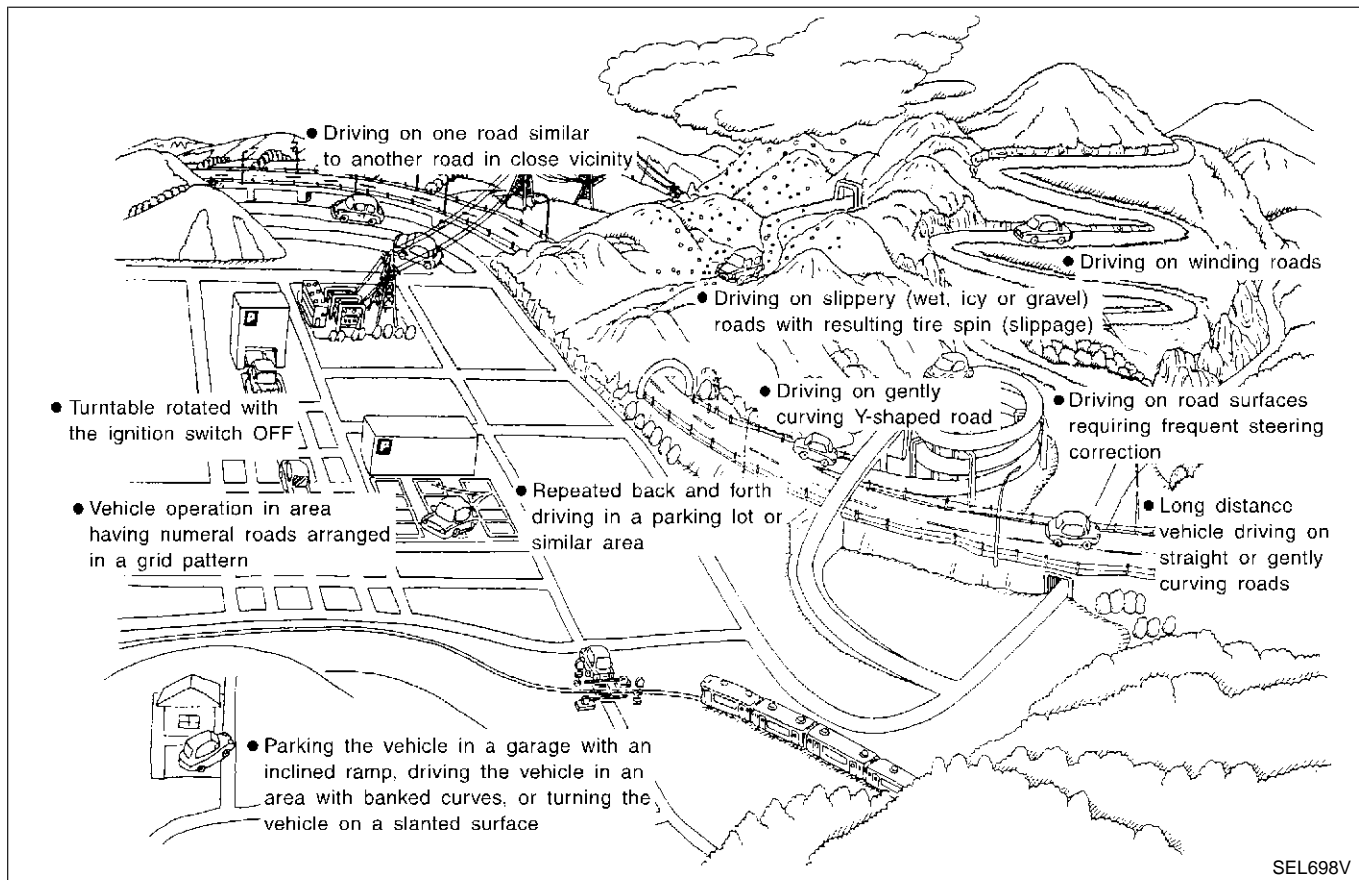 ● Driving on one road similar
to another road in close vicinity
● Driving on winding roads
● Driving on slippery (wet, icy or gravel)
roads with resulting tire spin (slippage)
● Turntable rotated with
the ignition switch OFF
● Driving on gently
curving Y-shaped road
● Driving on road surfaces
requiring frequent steering
correction
● Vehicle operation in area
having numeral roads arranged
in a grid pattern
● Repeated back and forth
driving in a parking lot or
similar area
● Long distance
vehicle driving on
straight or gently
curving roads
● Parking the vehicle in a garage with an
inclined ramp, driving the vehicle in an
area with banked curves, or turning the
vehicle on a slanted surface
P
P
SEL698V